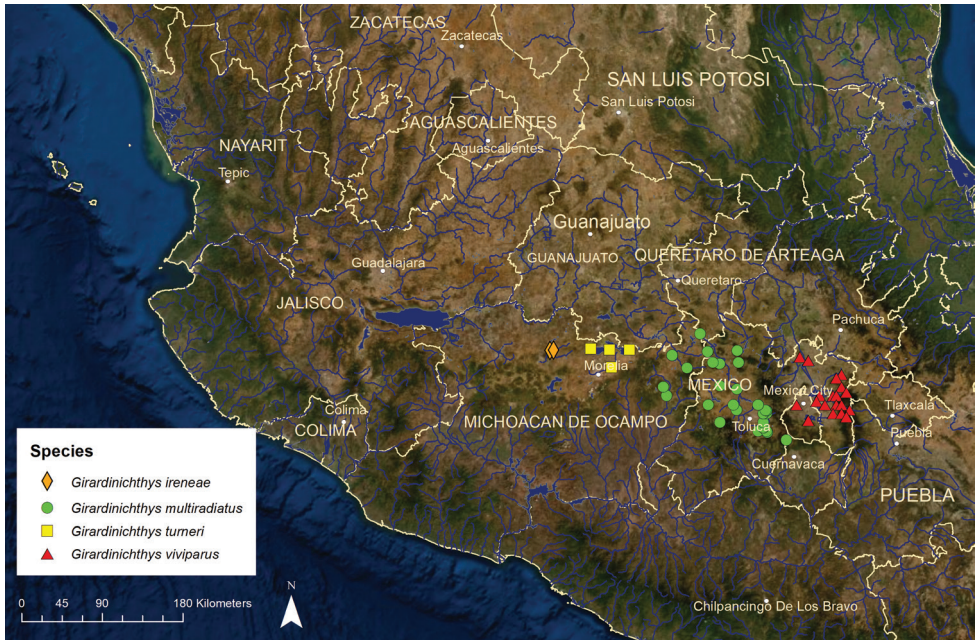 ZACATECAS
Zacatecas
SAN LUIS POTOSI
San Luis Potosi
AGUASCALIENTES
Aguascalientes
NAYARIT
Tepic
Guanajuato
GUANAJUATO
QUERETARO DE ARTEAGA
Queretaro
Guadalajara
JALISCO
Pachuca
Morelia
MEXICO
Mexico City
Tlaxcala
Colima
COLIMA
MICHOACAN DE OCAMPO
Toluca
Puebla
Cuernavaca
PUEBLA
Chilpancingo De Los Bravo
Species
Girardinichthys ireneae
Girardinichthys multiradiatus
Girardinichthys turneri
Girardinichthys viviparus
0 45 90 180 Kilometers
N